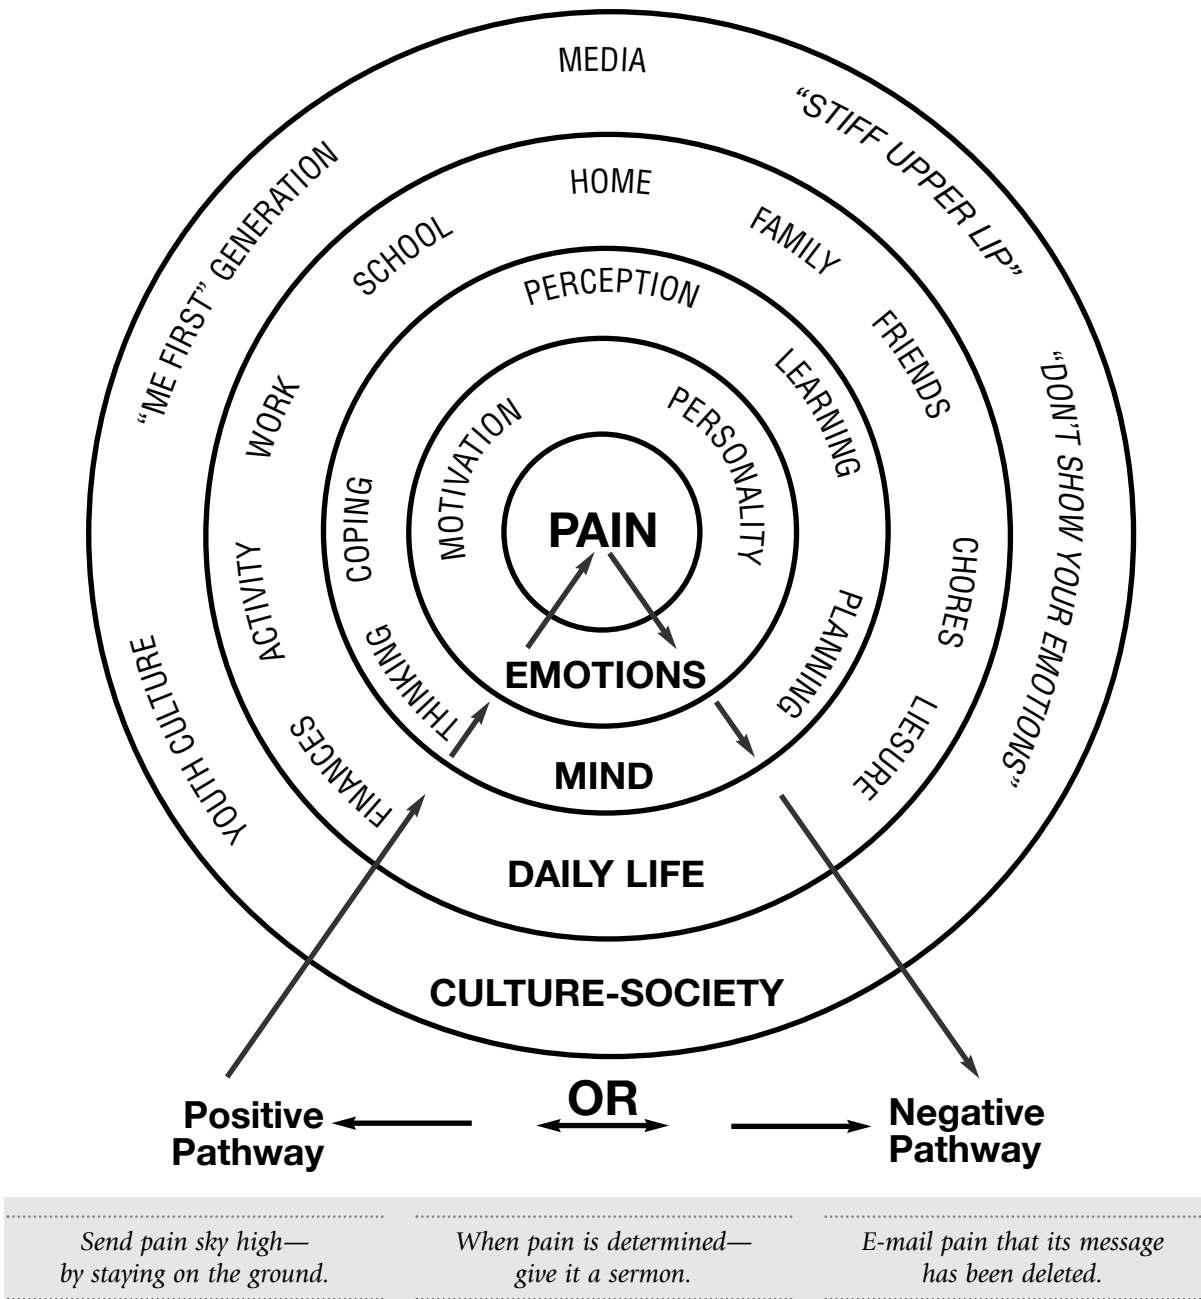 MEDIA
“STIFF UPPER LIP”
“ME FIRST” GENERATION
HOME
SCHOOL
FAMILY
PERCEPTION
FRIENDS
“DON'T SHOW YOUR EMOTIONS”
LEARNING
WORK
MOTIVATION
PERSONALITY
COPING
PAIN
ACTIVITY
CHORES
THINKING
PLANNING
EMOTIONS
YOUTH CULTURE
FINANCES
LIESURE
MIND
DAILY LIFE
CULTURE-SOCIETY
OR
Positive
Pathway
Negative
Pathway
Send pain sky high—
by staying on the ground.
When pain is determined—
give it a sermon.
E-mail pain that its message
has been deleted.